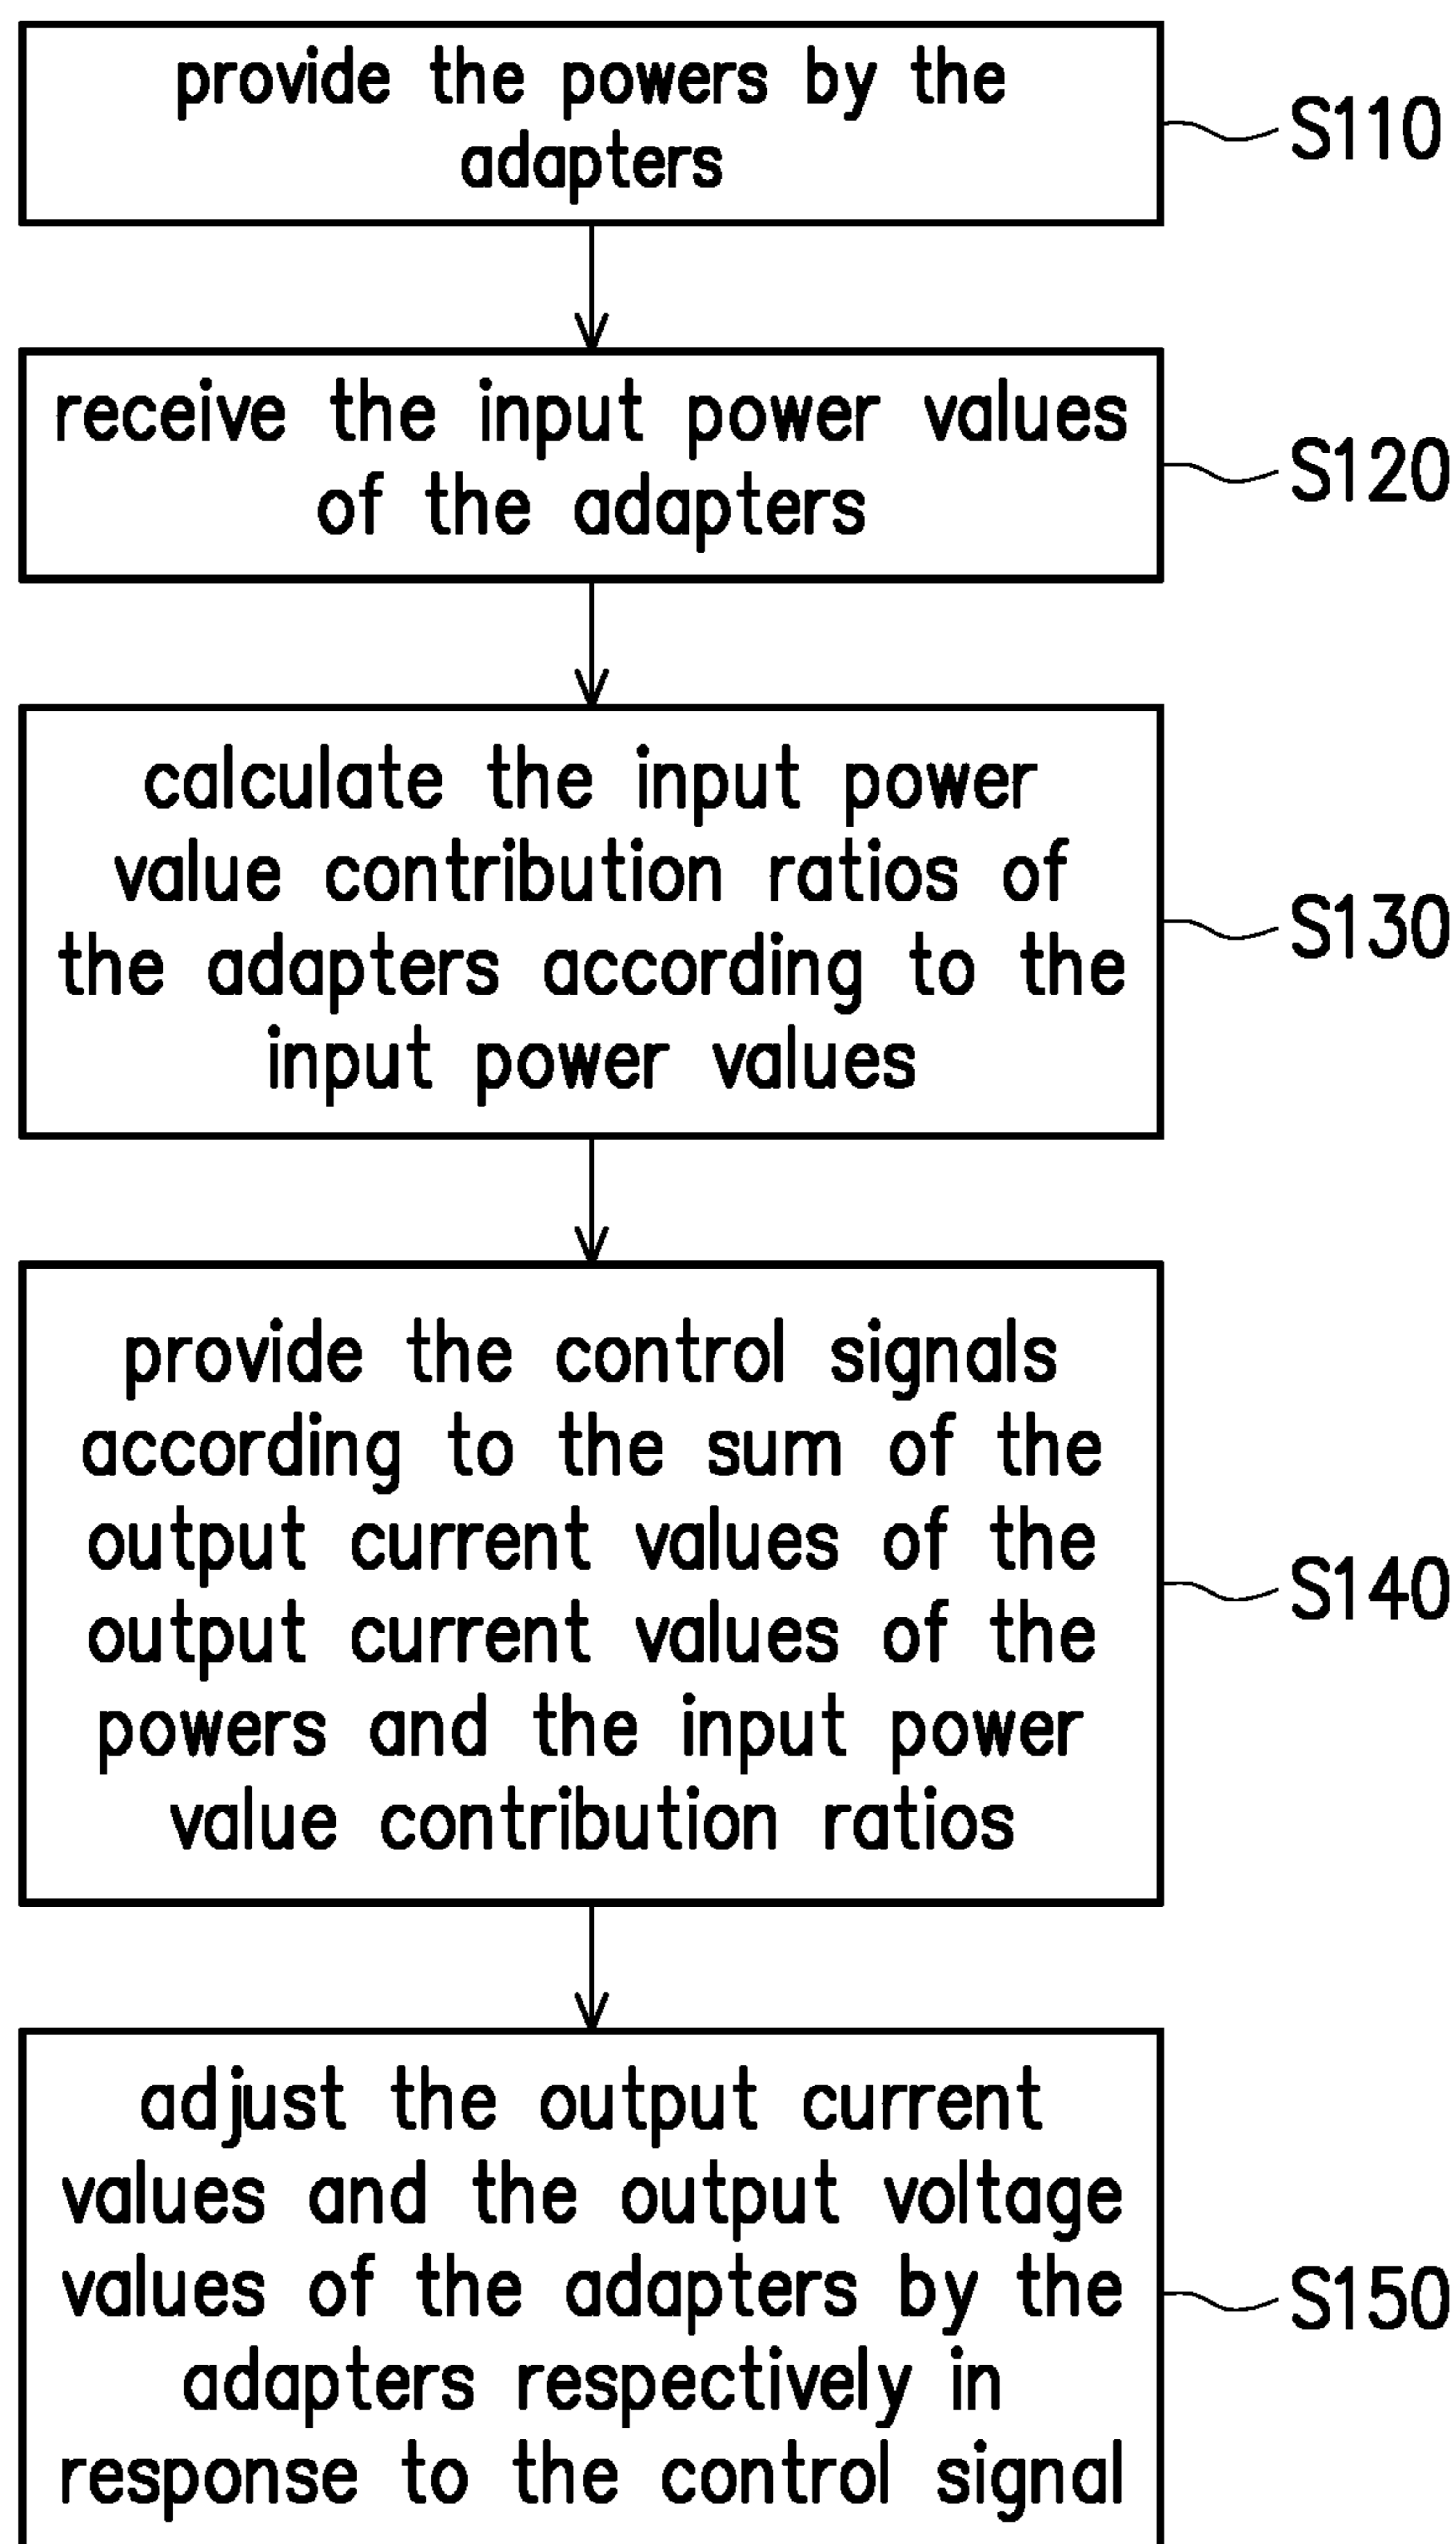 provide the powers by the
adapters
S110
receive the input power values
of the adapters
S120
calculate the input power
value contribution ratios of
the adapters according to the
input power values
S130
provide the control signals
according to the sum of the
output current values of the
output current values of the
powers and the input power
value contribution ratios
S140
adjust the output current
values and the output voltage
values of the adapters by the
adapters respectively in
response to the control signal
S150